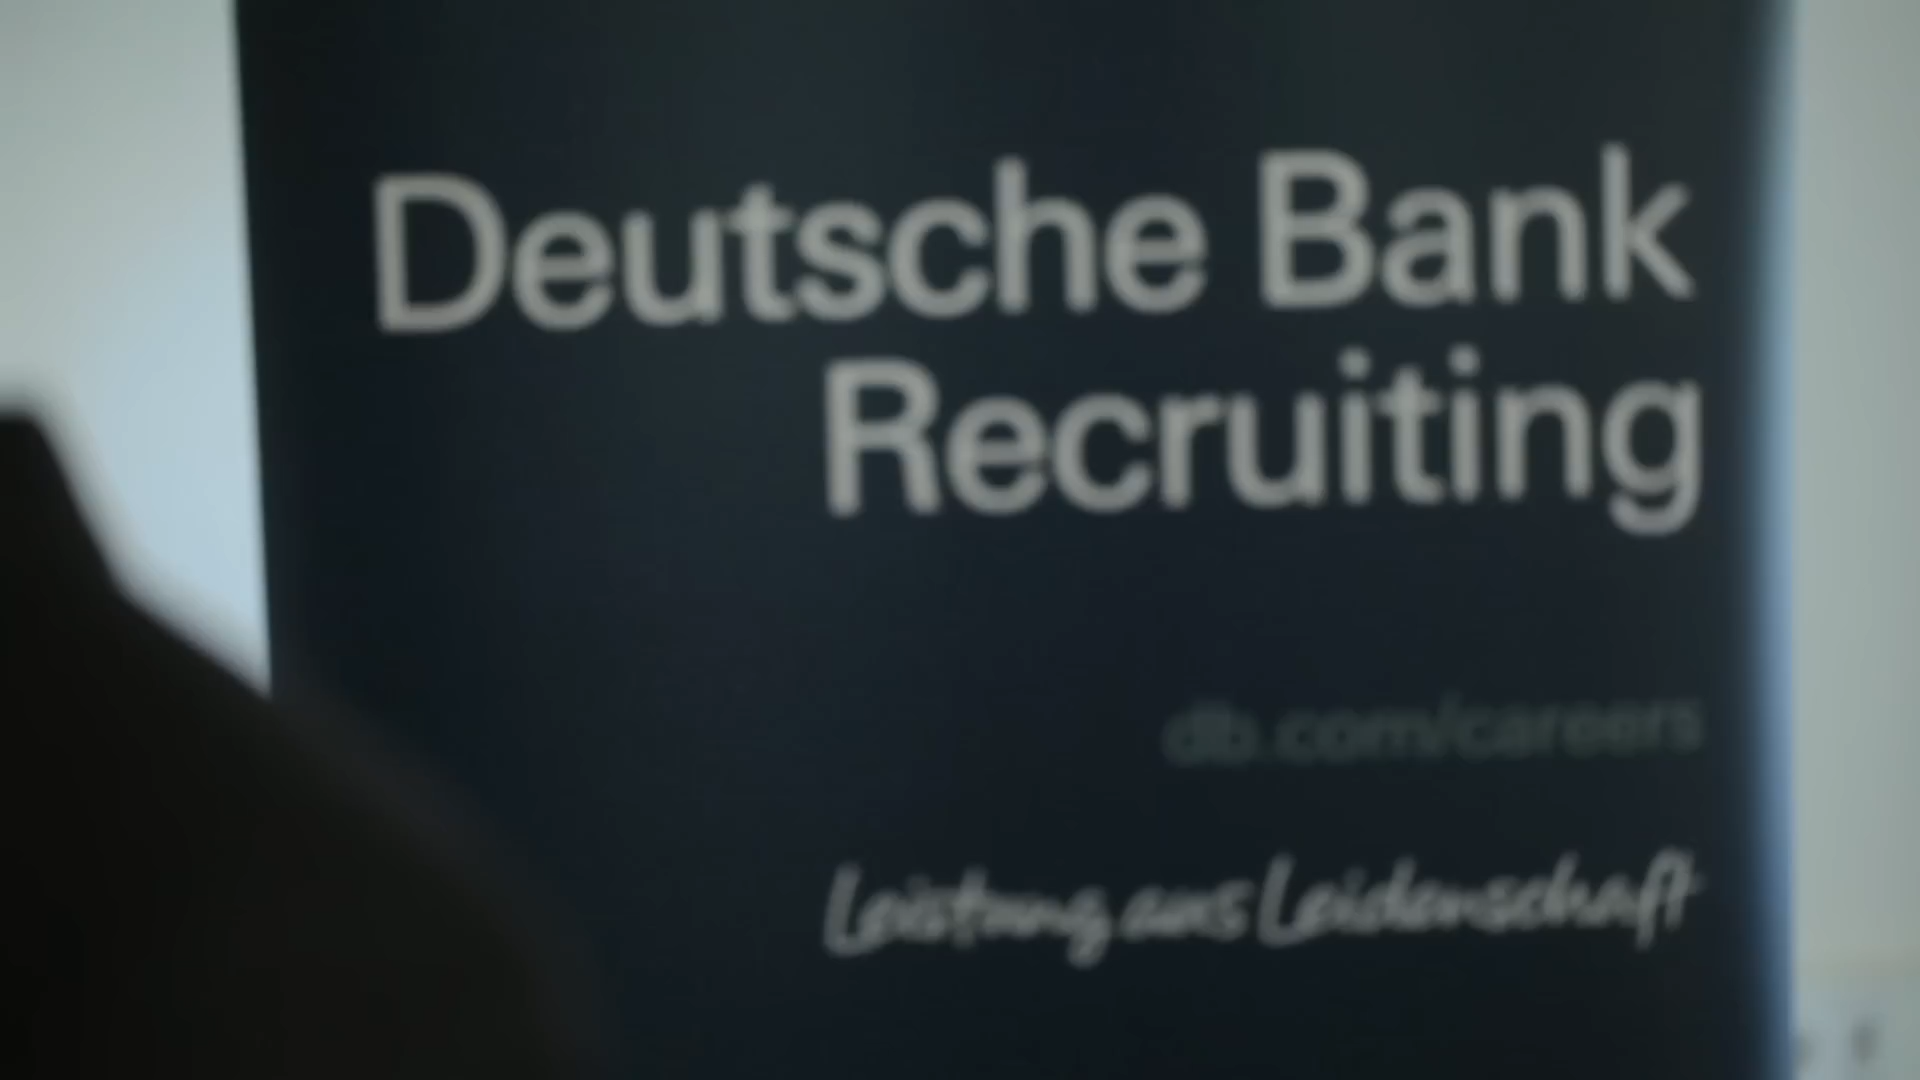 Deutsche Bank
Recruiting
db.com/careers
Leistung aus Leidenschaft